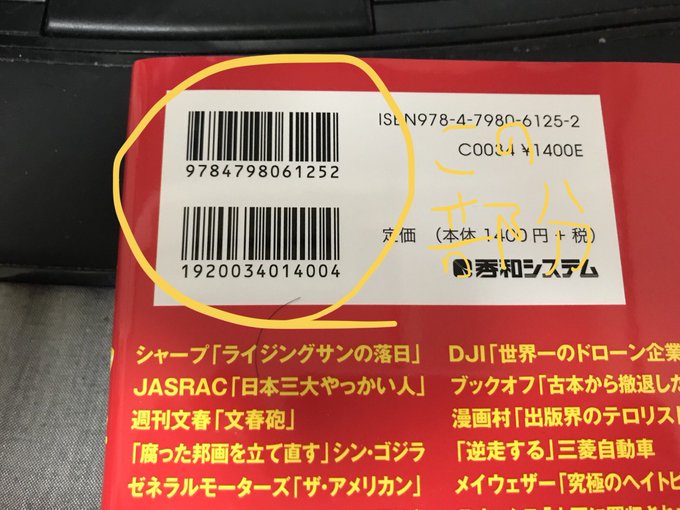 ISBN978-4-7980-6125-2
C0034 ¥1400E
9784798061252
この
部分
定価 (本体1400円+税)
1920034014004
秀和システム
シャープ「ライジングサンの落日」
DJI「世界一のドローン企業
JASRAC「日本三大やっかい人」
ブックオフ「古本から撤退した
週刊文春「文春砲」
漫画村「出版界のテロリスト
「腐った邦画を立て直す」シン・ゴジラ
「逆走する」三菱自動車
ゼネラルモーターズ「ザ・アメリカン」
メイウェザー「究極のヘイトビ